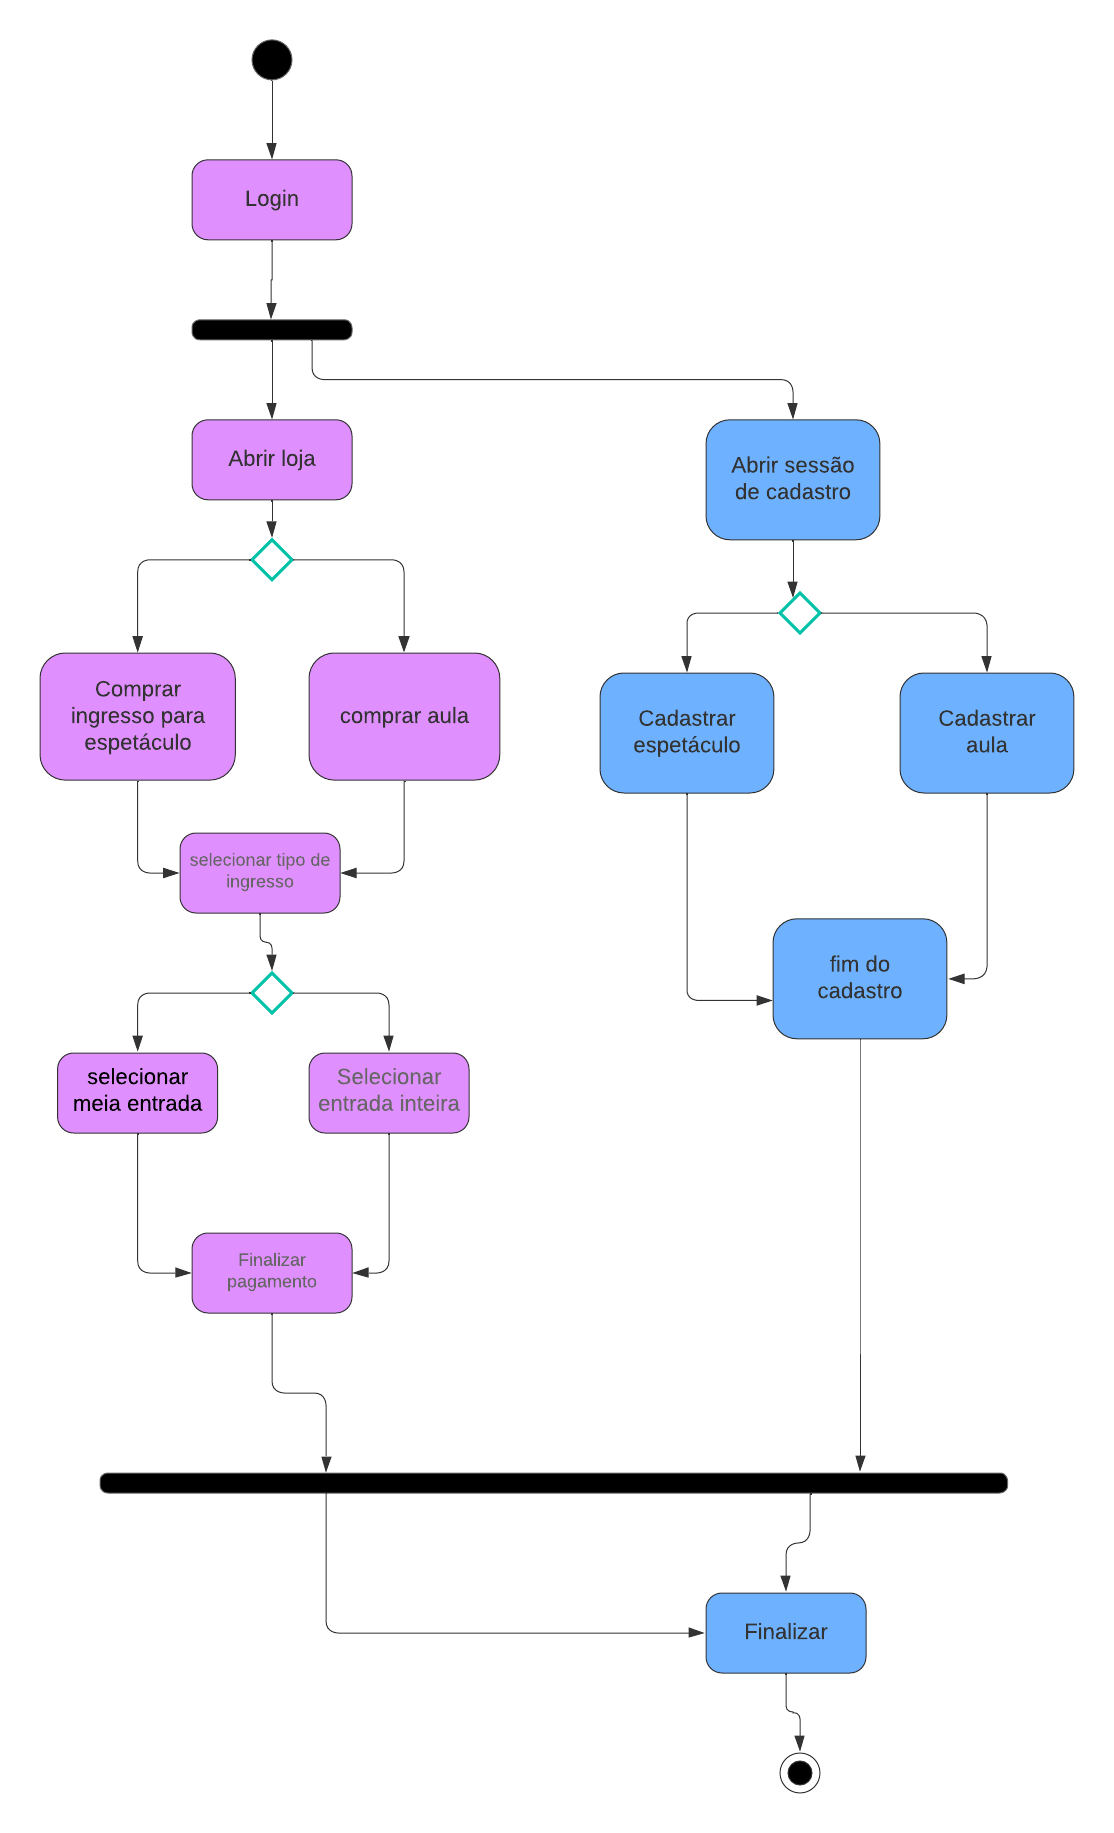 Login
Abrir loja
Abrir sessão
de cadastro
Comprar
ingresso para
espetáculo
comprar aula
Cadastrar
espetáculo
Cadastrar
aula
selecionar tipo de
ingresso
fim do
cadastro
selecionar
meia entrada
Selecionar
entrada inteira
Finalizar
pagamento
Finalizar